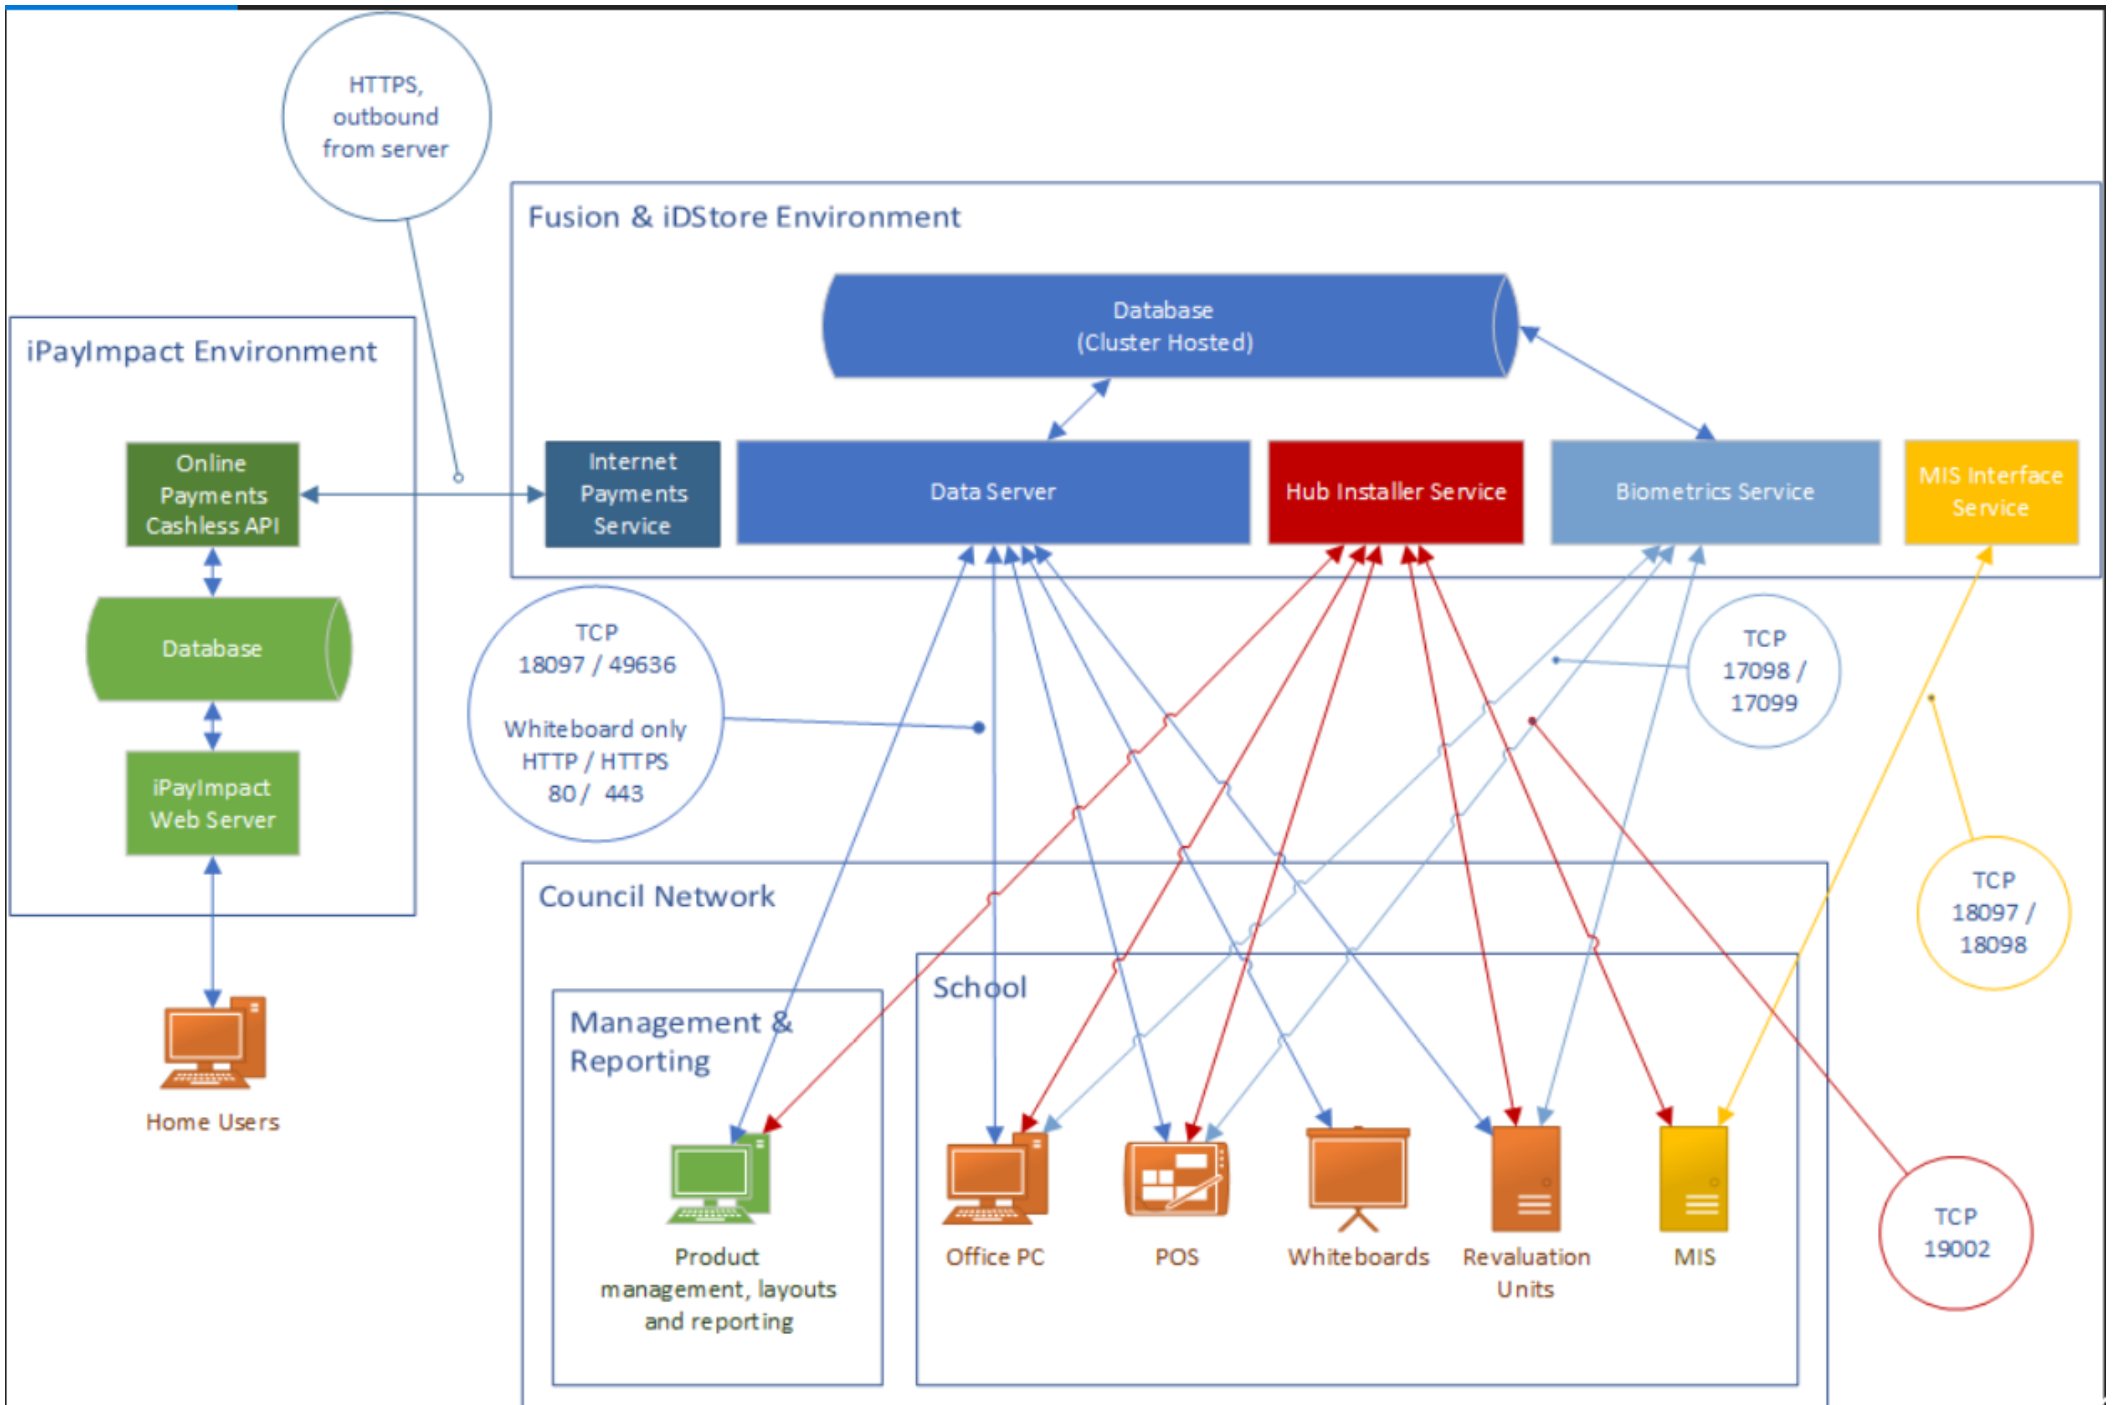 HTTPS,
outbound
from server
Fusion & iDStore Environment
Database
(Cluster Hosted)
iPayImpact Environment
Online
Payments
Cashless API
Internet
Payments
Service
Data Server
Hub Installer Service
Biometrics Service
MIS Interface
Service
Database
iPayImpact
Web Server
Home Users
TCP
18097 / 49636
Whiteboard only
HTTP / HTTPS
80 / 443
TCP
17098 /
17099
TCP
18097 /
18098
Council Network
School
Management &
Reporting
Product
management, layouts
and reporting
Office PC
POS
Whiteboards
Revaluation
Units
MIS
TCP
19002